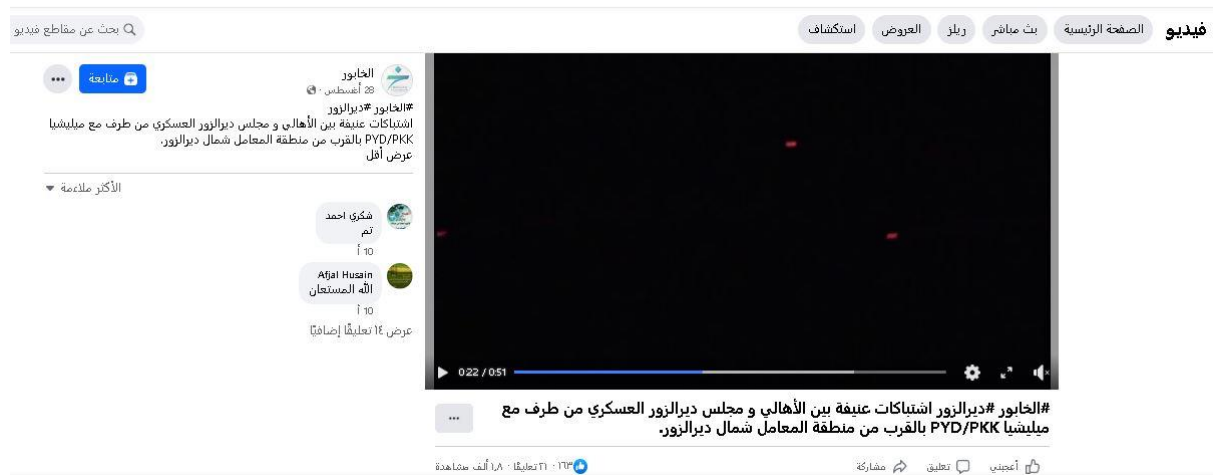 فيديو
الصفحة الرئيسية
بث مباشر
ريلز
العروض
استكشاف
بحث عن مقاطع فيديو
الخابور
28 أغسطس
متابعة
#الخابور #ديرالزور
اشتباكات عنيفة بين الأهالي و مجلس ديرالزور العسكري من طرف مع ميليشيا
PYD/PKK بالقرب من منطقة المعامل شمال ديرالزور.
عرض أقل
الأكثر ملاءمة
شكري احمد
تم
10 أ
Afjal Husain
الله المستعان
10 أ
عرض ١٤ تعليقًا إضافيًا
0:22 / 0:51
#الخابور #ديرالزور اشتباكات عنيفة بين الأهالي و مجلس ديرالزور العسكري من طرف مع
ميليشيا PYD/PKK بالقرب من منطقة المعامل شمال ديرالزور.
أعجبني
تعليق
مشاركة
١٦٣ · ٢١ تعليقًا · ١٫٨ ألف مشاهدة